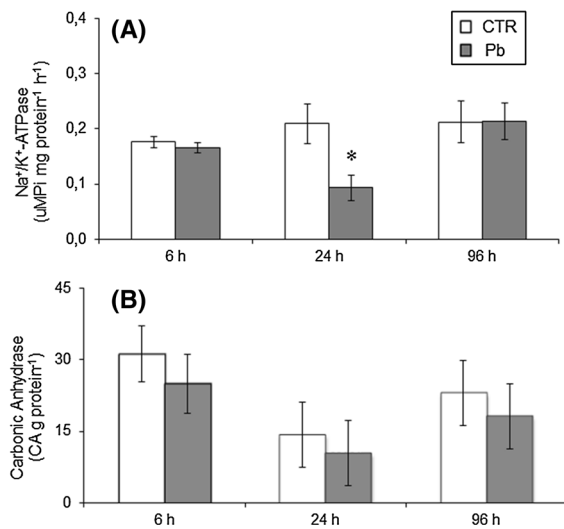 (A)
CTR
Pb
Na⁺/K⁺-ATPase
(uMPi mg protein⁻¹ h⁻¹)
0,4
0,3
0,2
0,1
0,0
*
6 h 24 h 96 h
(B)
Carbonic Anhydrase
(CA g protein⁻¹)
45
30
15
0
6 h 24 h 96 h